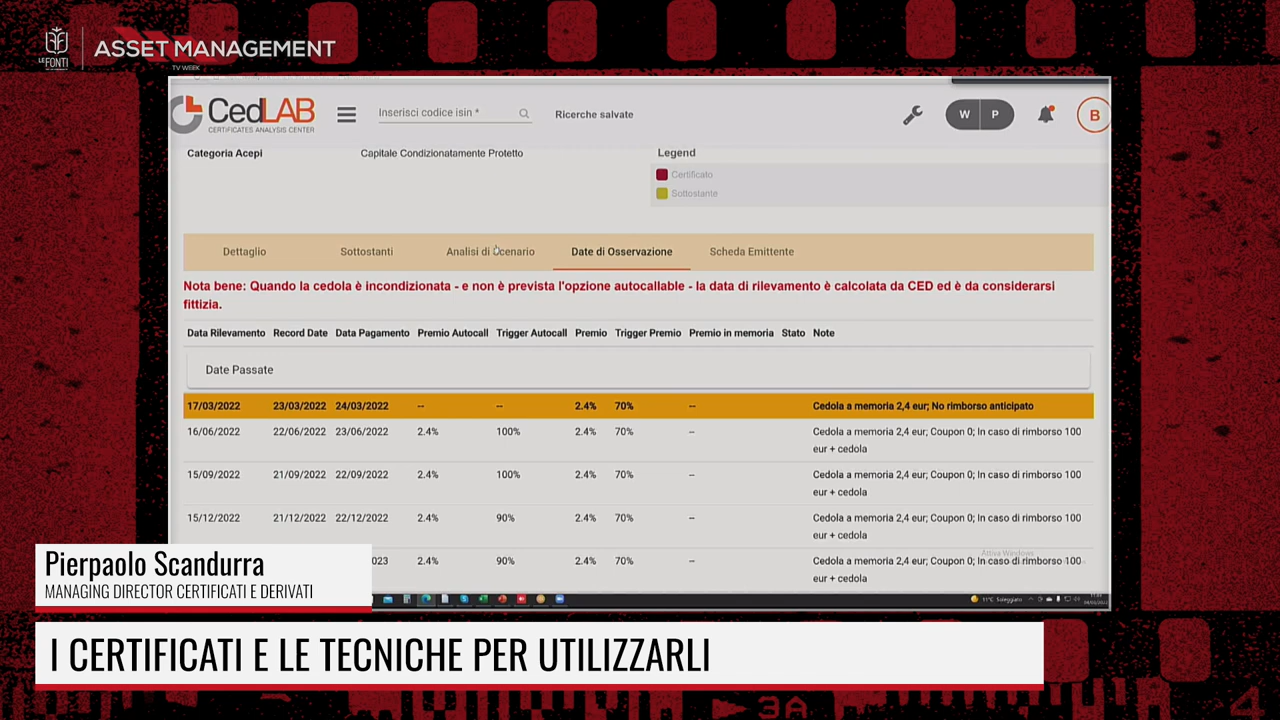 LE FONTI
ASSET MANAGEMENT
TV WEEK
CedLAB
CERTIFICATES ANALYSIS CENTER
Inserisci codice isin *
Ricerche salvate
W P
B
Categoria Acepi Capitale Condizionatamente Protetto
Legend
Certificato
Sottostante
Dettaglio Sottostanti Analisi di Scenario Date di Osservazione Scheda Emittente
Nota bene: Quando la cedola è incondizionata - e non è prevista l'opzione autocallable - la data di rilevamento è calcolata da CED ed è da considerarsi
fittizia.
Data Rilevamento Record Date Data Pagamento Premio Autocall Trigger Autocall Premio Trigger Premio Premio in memoria Stato Note
Date Passate
17/03/2022 23/03/2022 24/03/2022 -- -- 2.4% 70% -- Cedola a memoria 2,4 eur; No rimborso anticipato
16/06/2022 22/06/2022 23/06/2022 2.4% 100% 2.4% 70% -- Cedola a memoria 2,4 eur; Coupon 0; In caso di rimborso 100
eur + cedola
15/09/2022 21/09/2022 22/09/2022 2.4% 100% 2.4% 70% -- Cedola a memoria 2,4 eur; Coupon 0; In caso di rimborso 100
eur + cedola
15/12/2022 21/12/2022 22/12/2022 2.4% 90% 2.4% 70% -- Cedola a memoria 2,4 eur; Coupon 0; In caso di rimborso 100
eur + cedola
023 2.4% 90% 2.4% 70% -- Cedola a memoria 2,4 eur; Coupon 0; In caso di rimborso 100
eur + cedola
Attiva Windows
11°C Soleggiato
Pierpaolo Scandurra
MANAGING DIRECTOR CERTIFICATI E DERIVATI
I CERTIFICATI E LE TECNICHE PER UTILIZZARLI
3A
4